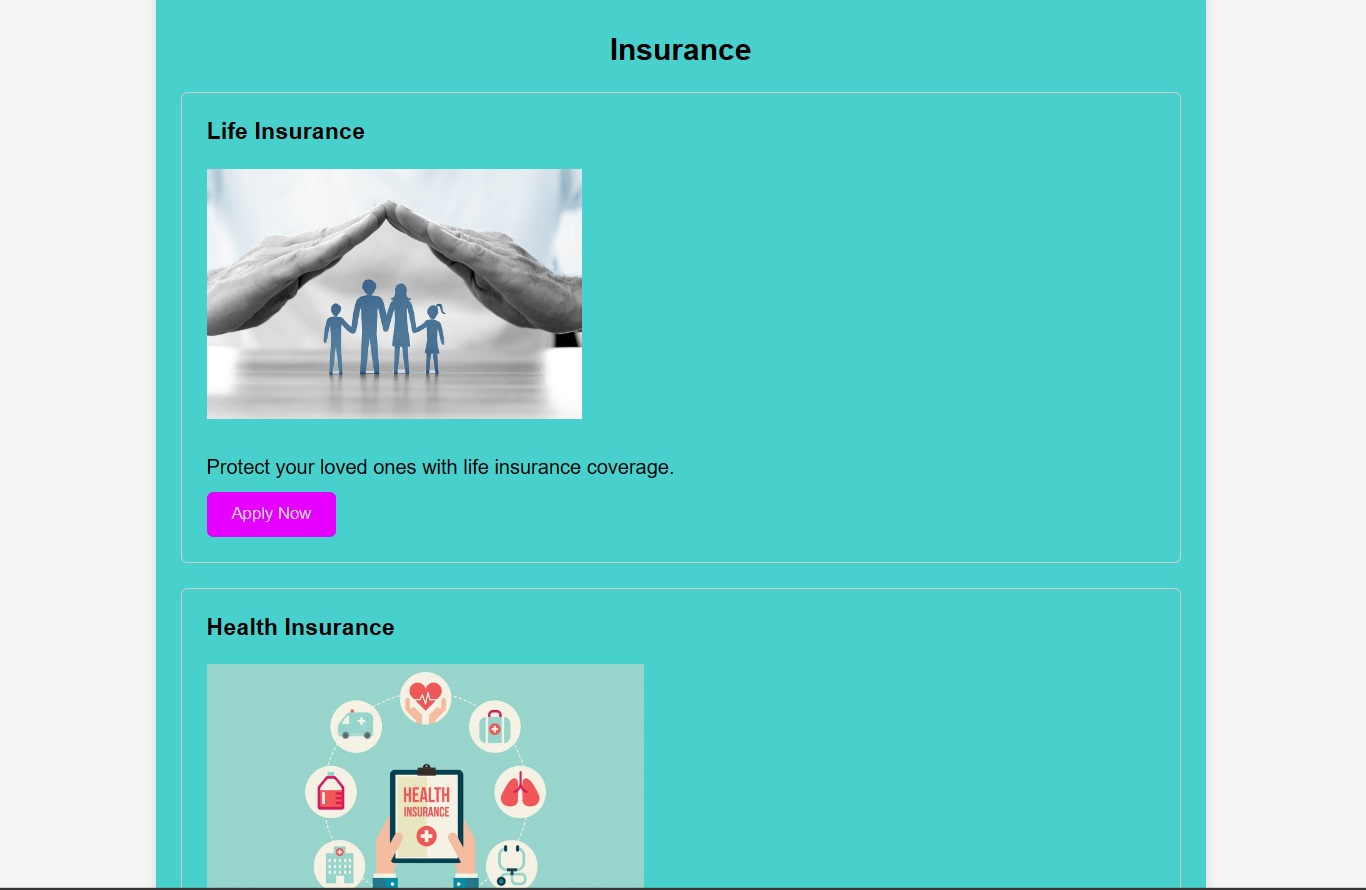 Insurance
Life Insurance
Protect your loved ones with life insurance coverage.
Apply Now
Health Insurance
HEALTH
INSURANCE